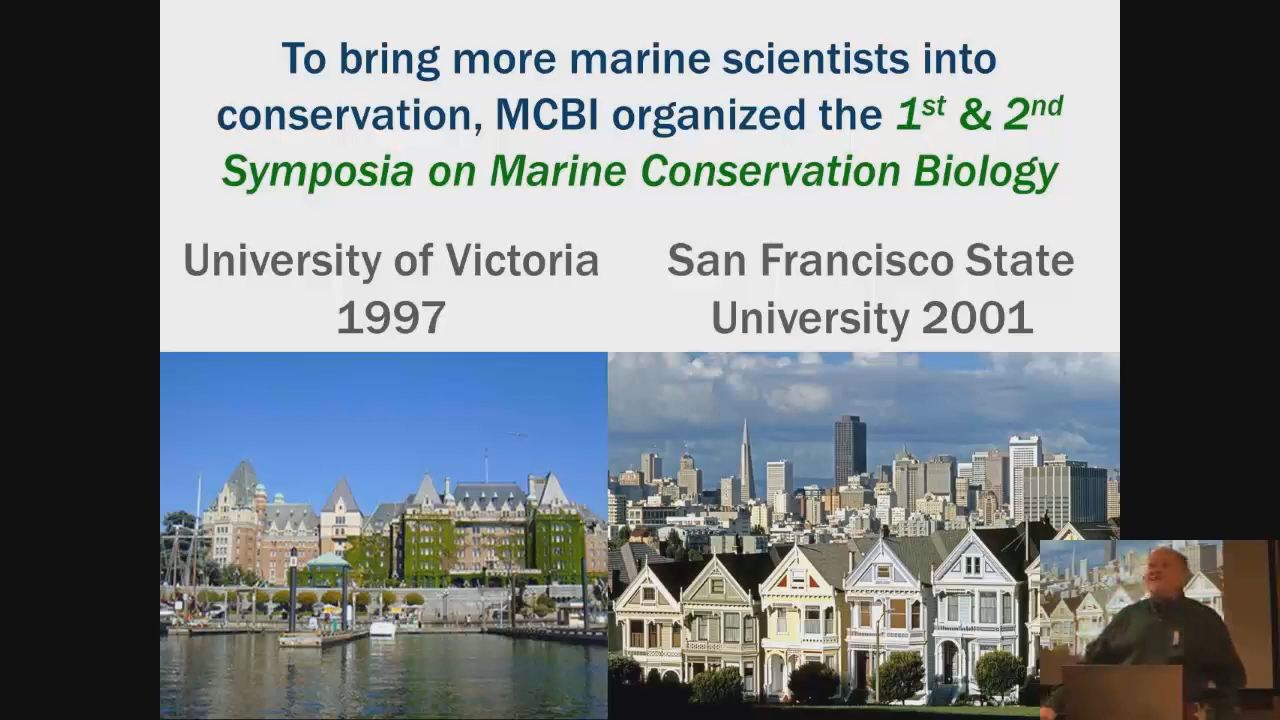 To bring more marine scientists into
conservation, MCBI organized the 1st & 2nd
Symposia on Marine Conservation Biology
University of Victoria
1997
San Francisco State
University 2001